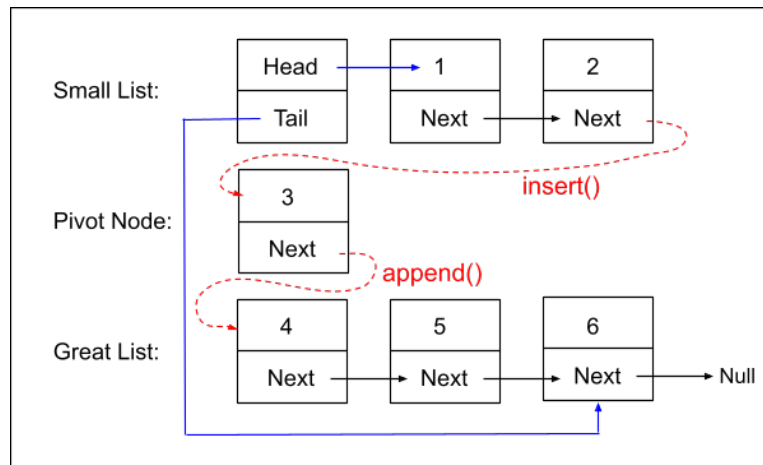 Small List:
Head
1
2
Tail
Next
Next
insert()
Pivot Node:
3
Next
append()
Great List:
4
5
6
Next
Next
Next
Null